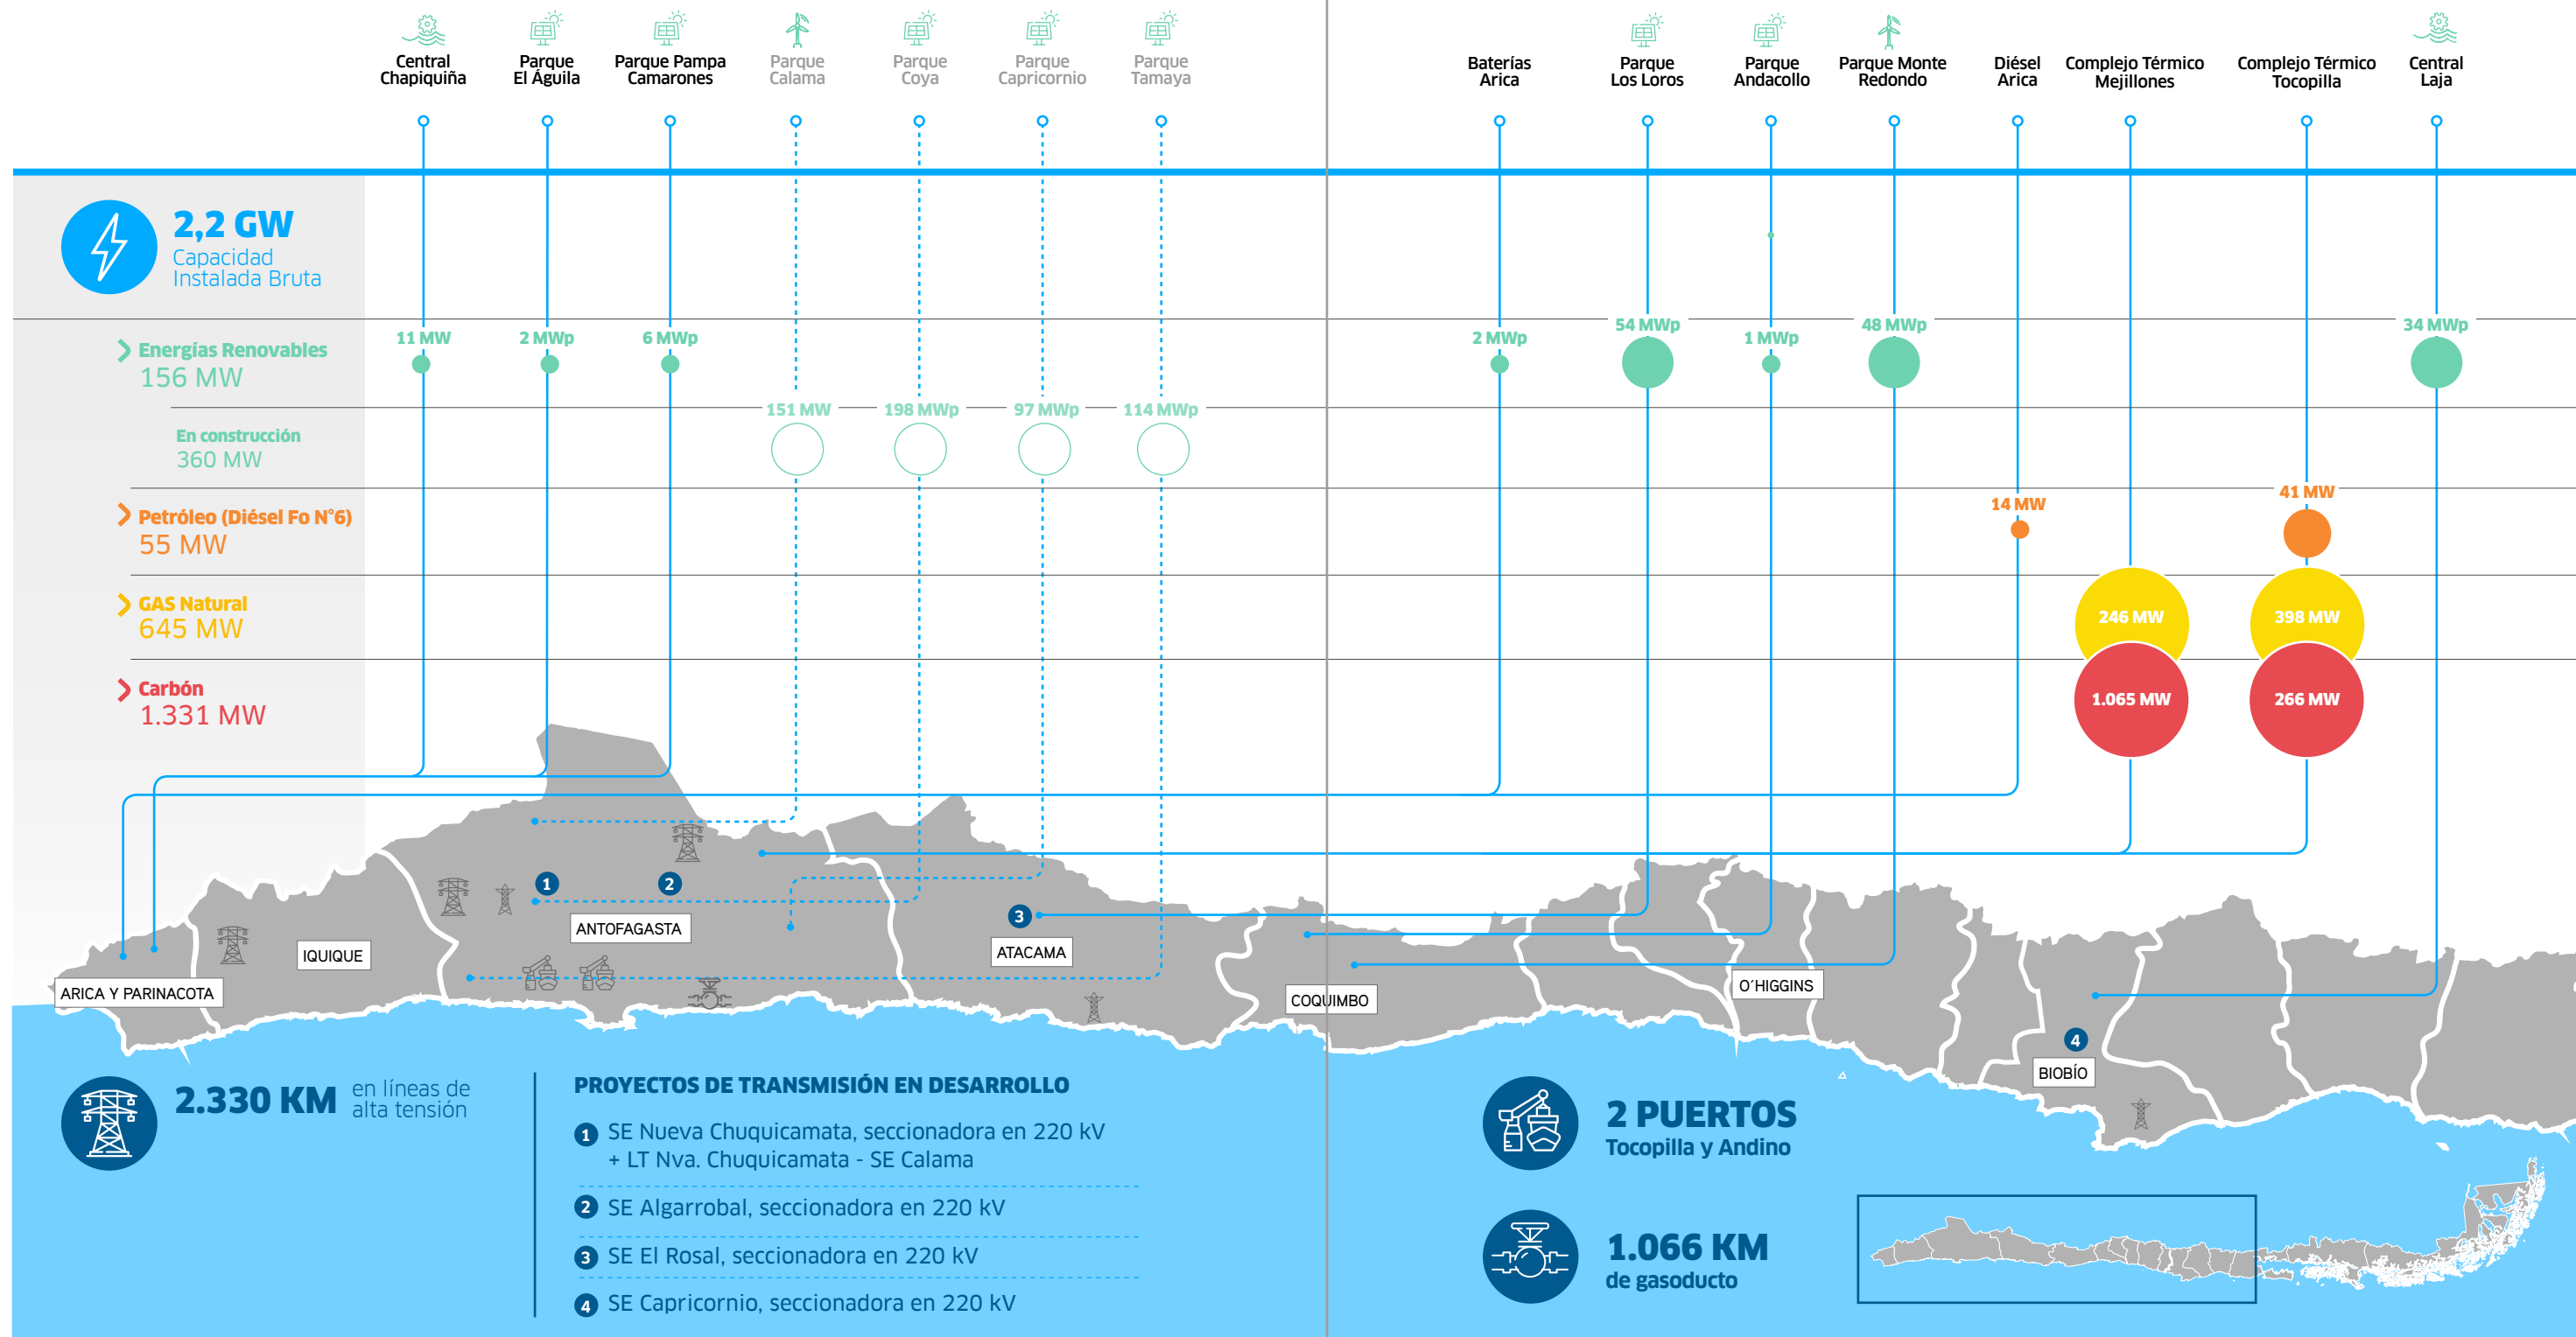 Central
Chapiquiña
Parque
El Águila
Parque Pampa
Camarones
Parque
Calama
Parque
Coya
Parque
Capricornio
Parque
Tamaya
Baterías
Arica
Parque
Los Loros
Parque
Andacollo
Parque Monte
Redondo
Diésel
Arica
Complejo Térmico
Mejillones
Complejo Térmico
Tocopilla
Central
Laja
2,2 GW
Capacidad
Instalada Bruta
Energías Renovables
156 MW
11 MW
2 MWp
6 MWp
2 MWp
54 MWp
1 MWp
48 MWp
34 MWp
En construcción
360 MW
151 MW
198 MWp
97 MWp
114 MWp
Petróleo (Diésel Fo N°6)
55 MW
14 MW
41 MW
GAS Natural
645 MW
246 MW
398 MW
Carbón
1.331 MW
1.065 MW
266 MW
1
2
3
4
ARICA Y PARINACOTA
IQUIQUE
ANTOFAGASTA
ATACAMA
COQUIMBO
O´HIGGINS
BIOBÍO
2.330 KM
en líneas de
alta tensión
PROYECTOS DE TRANSMISIÓN EN DESARROLLO
1 SE Nueva Chuquicamata, seccionadora en 220 kV
+ LT Nva. Chuquicamata - SE Calama
2 SE Algarrobal, seccionadora en 220 kV
3 SE El Rosal, seccionadora en 220 kV
4 SE Capricornio, seccionadora en 220 kV
2 PUERTOS
Tocopilla y Andino
1.066 KM
de gasoducto